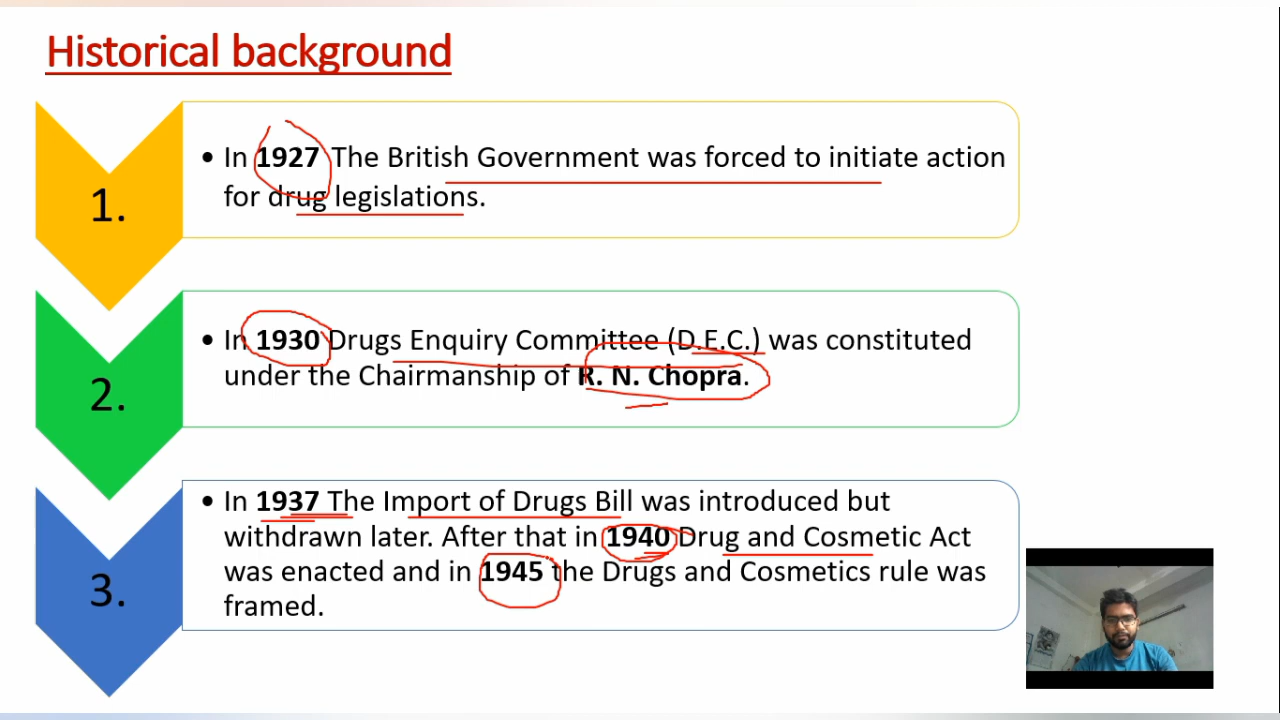 Historical background
1.
• In 1927 The British Government was forced to initiate action
for drug legislations.
2.
• In 1930 Drugs Enquiry Committee (D.E.C.) was constituted
under the Chairmanship of R. N. Chopra.
3.
• In 1937 The Import of Drugs Bill was introduced but
withdrawn later. After that in 1940 Drug and Cosmetic Act
was enacted and in 1945 the Drugs and Cosmetics rule was
framed.